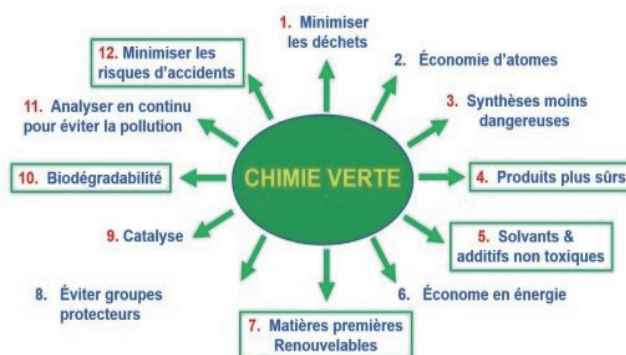 1. Minimiser
les déchets
2. Économie d'atomes
3. Synthèses moins
dangereuses
4. Produits plus sûrs
5. Solvants &
additifs non toxiques
6. Économe en énergie
7. Matières premières
Renouvelables
8. Éviter groupes
protecteurs
9. Catalyse
10. Biodégradabilité
11. Analyser en continu
pour éviter la pollution
12. Minimiser les
risques d'accidents
CHIMIE VERTE